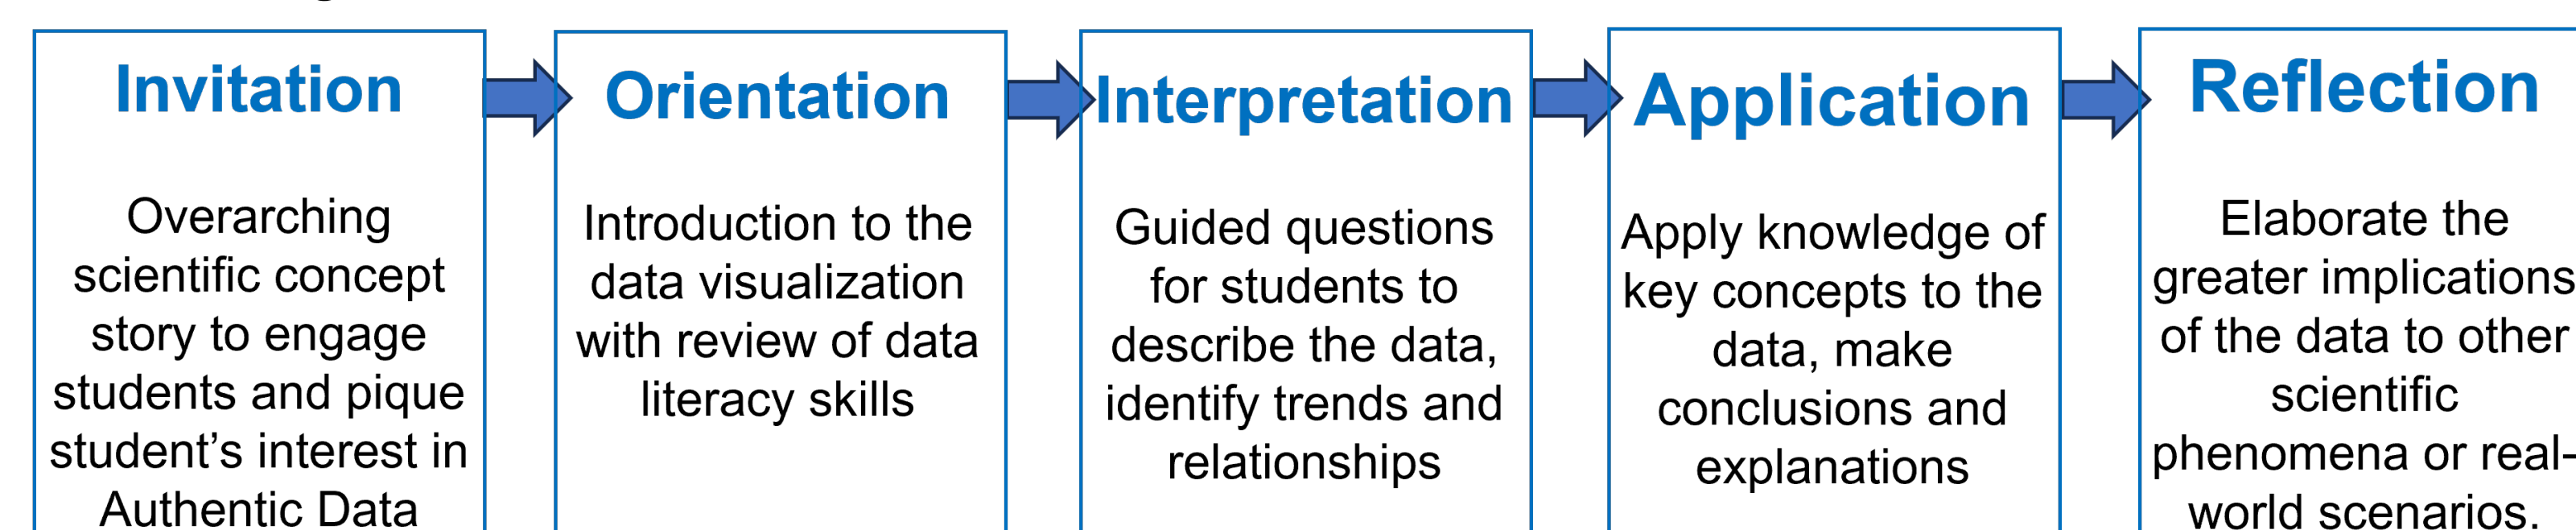 Invitation
Overarching
scientific concept
story to engage
students and pique
student’s interest in
Authentic Data
Orientation
Introduction to the
data visualization
with review of data
literacy skills
Interpretation
Guided questions
for students to
describe the data,
identify trends and
relationships
Application
Apply knowledge of
key concepts to the
data, make
conclusions and
explanations
Reflection
Elaborate the
greater implications
of the data to other
scientific
phenomena or real-
world scenarios.